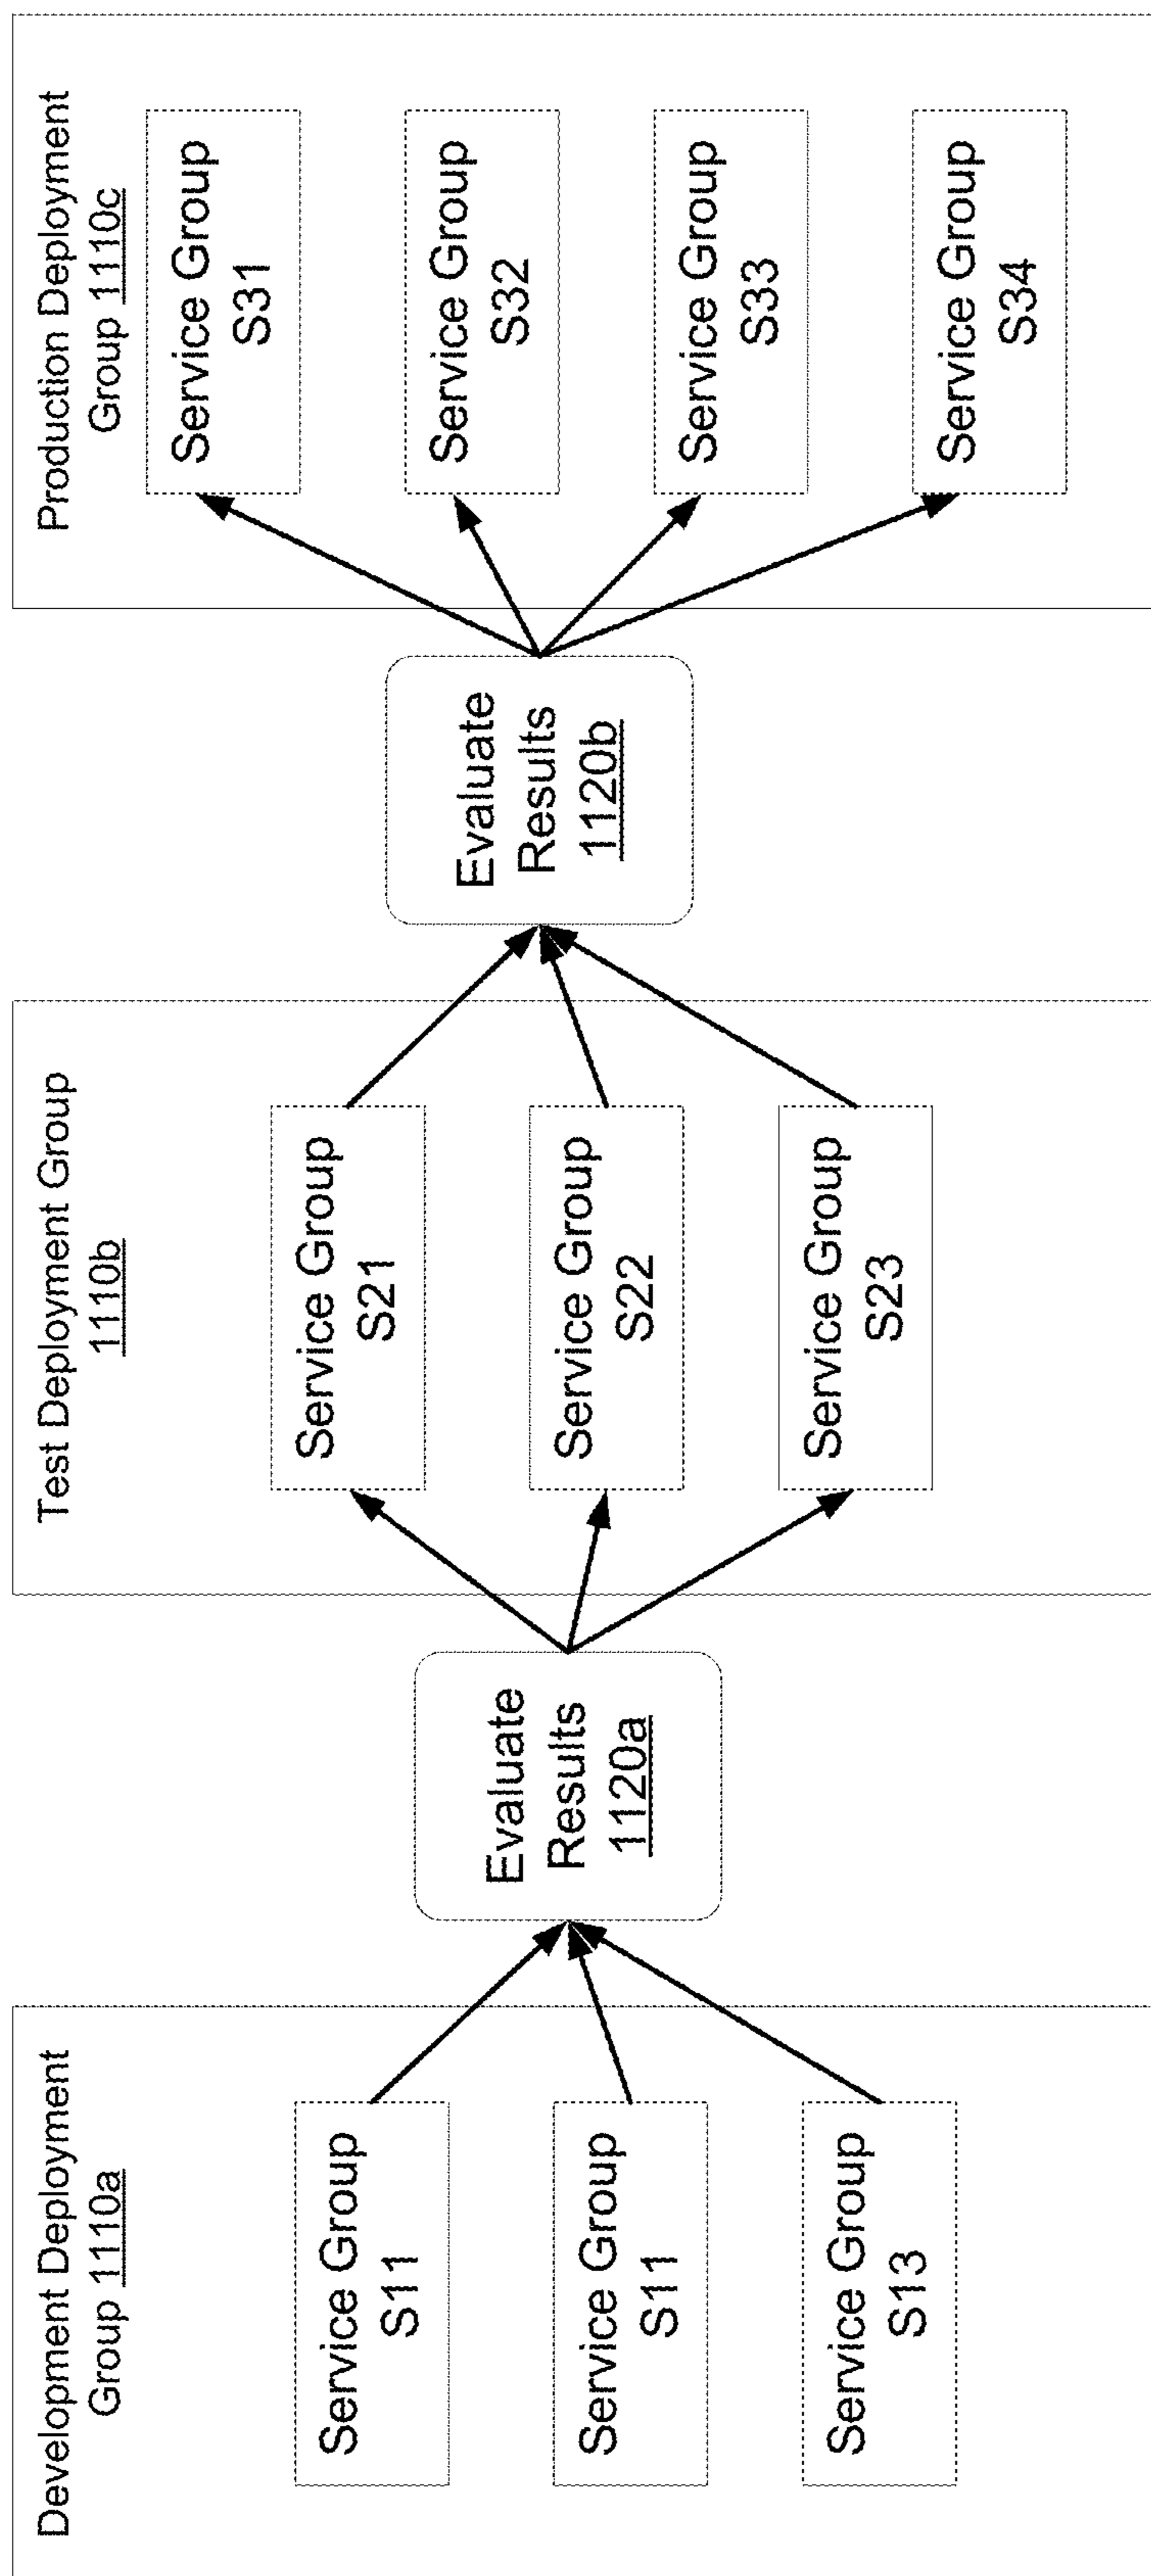 Development Deployment
Group 1110a
Service Group
S11
Service Group
S11
Service Group
S13
Evaluate
Results
1120a
Test Deployment Group
1110b
Service Group
S21
Service Group
S22
Service Group
S23
Evaluate
Results
1120b
Production Deployment
Group 1110c
Service Group
S31
Service Group
S32
Service Group
S33
Service Group
S34